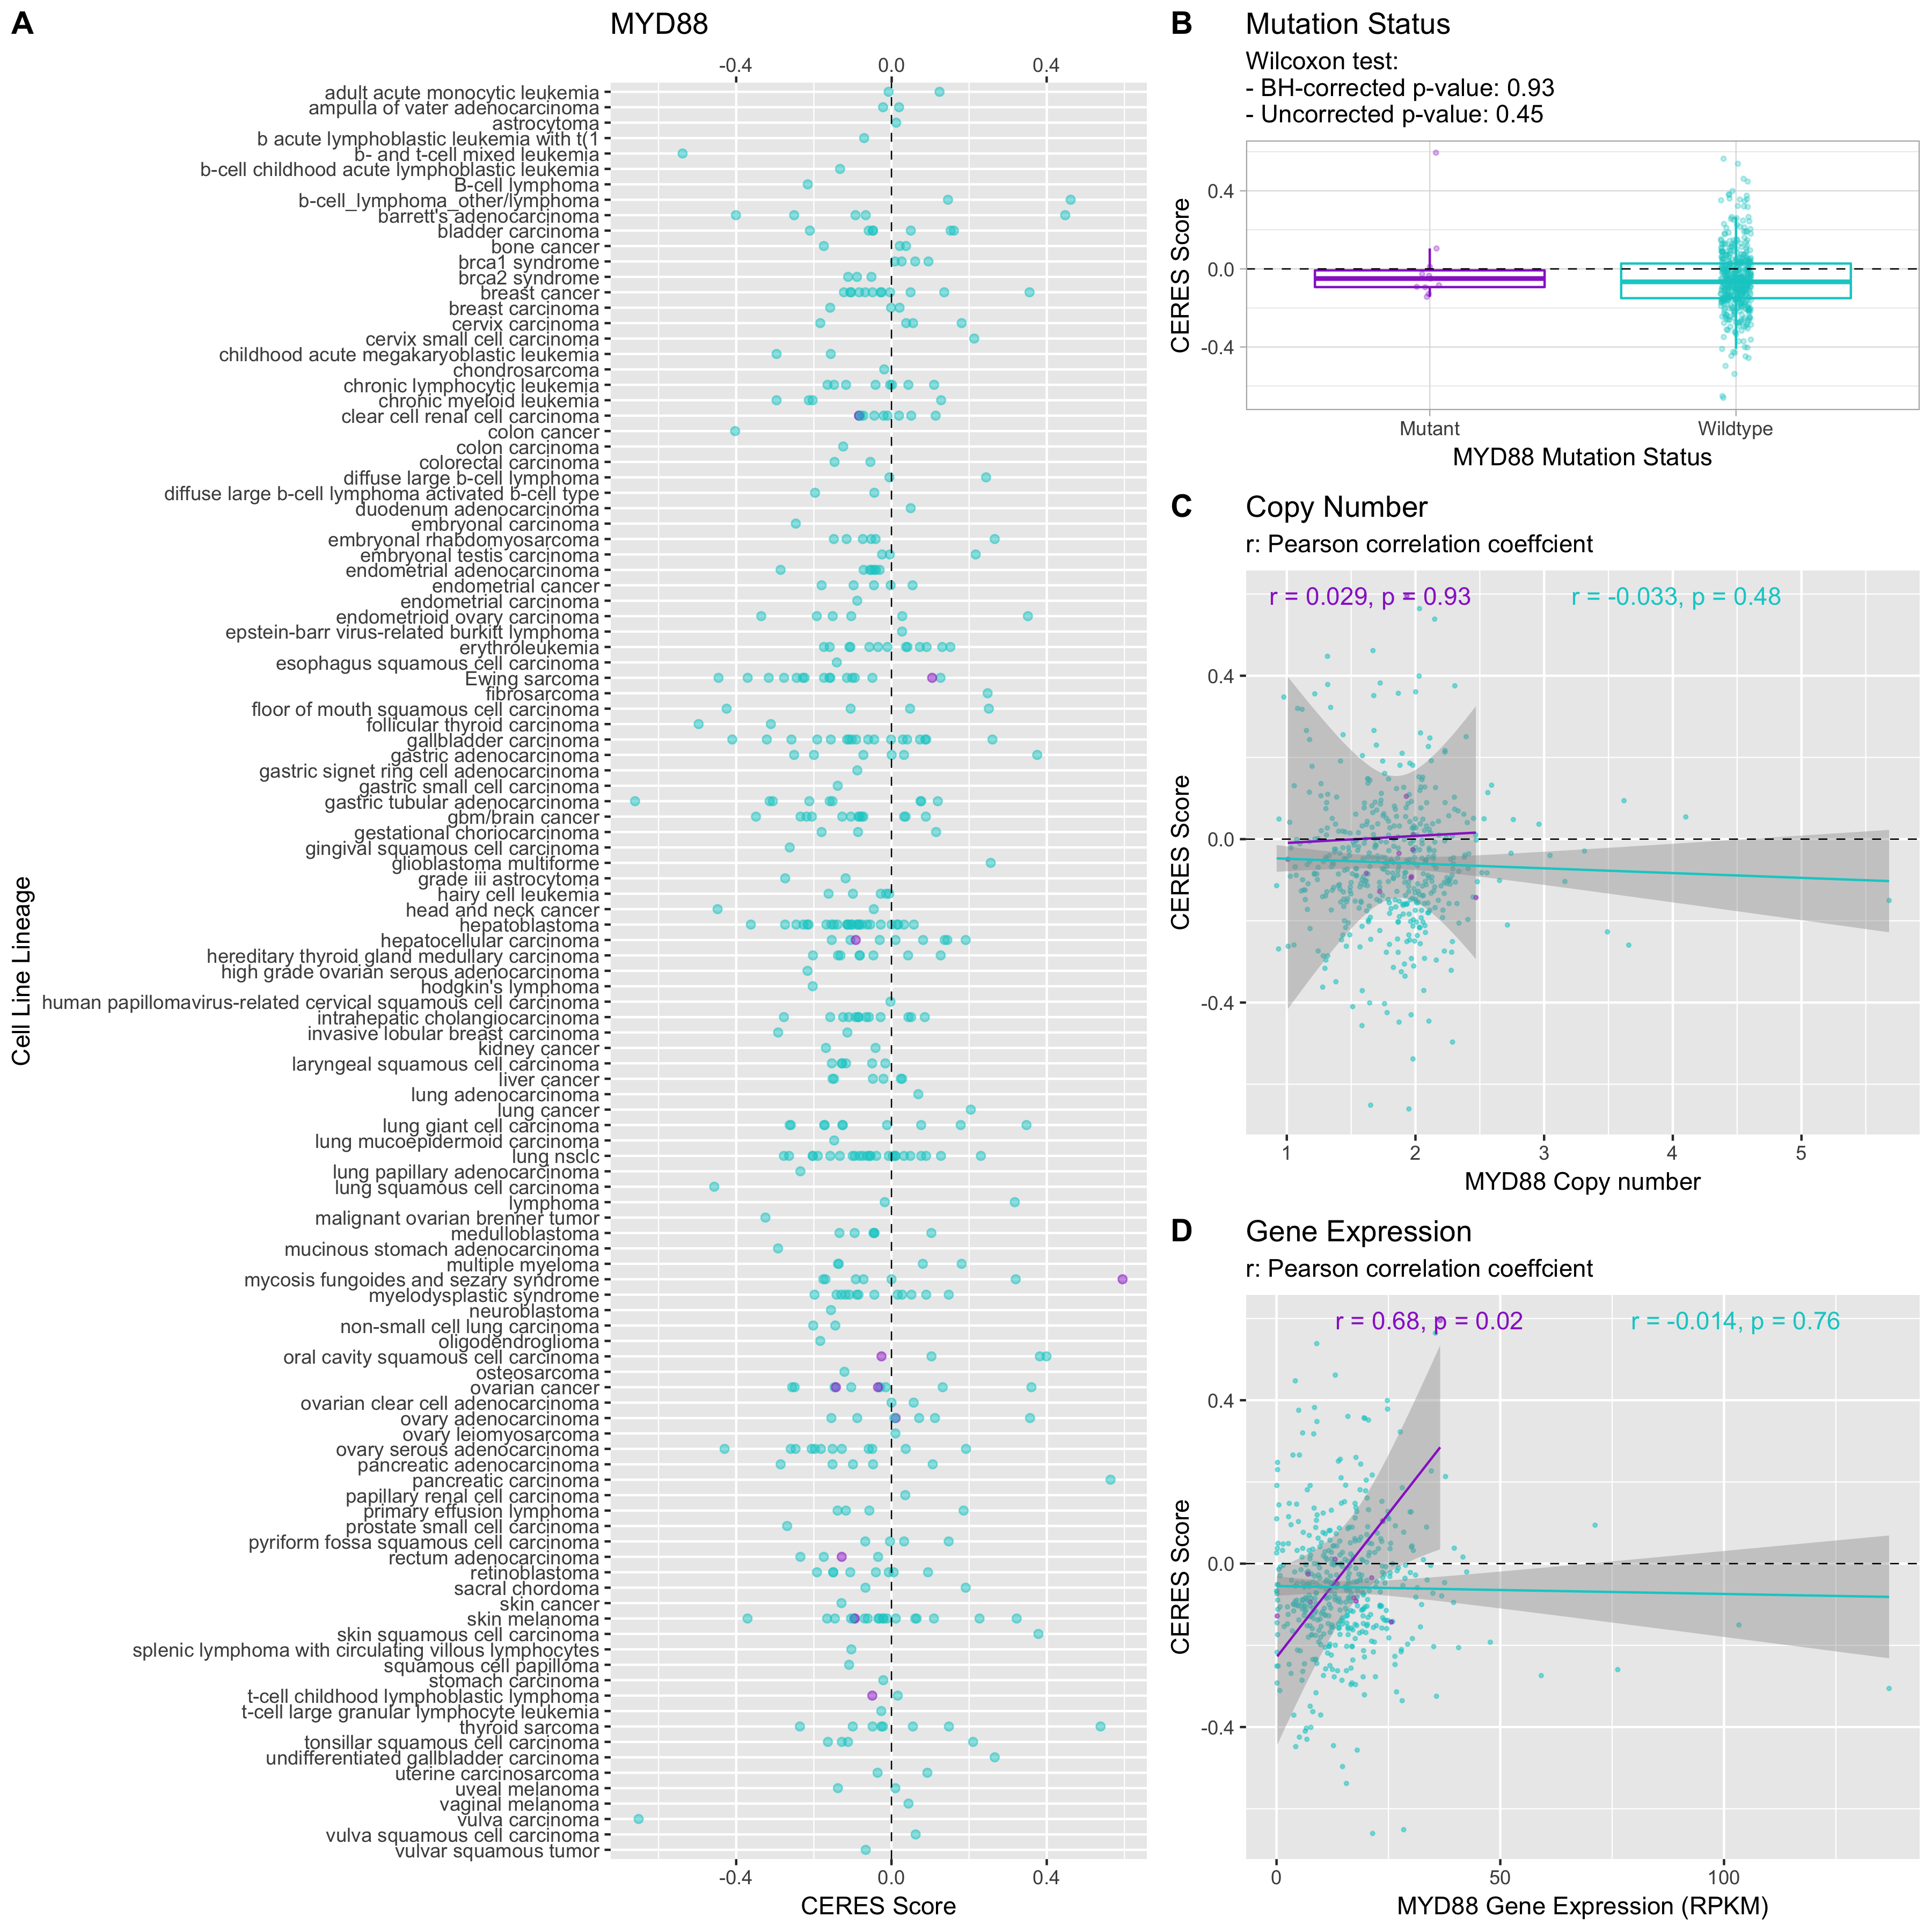 A
MYD88
-0.4 0.0 0.4
adult acute monocytic leukemia
ampulla of vater adenocarcinoma
astrocytoma
b acute lymphoblastic leukemia with t(1
b- and t-cell mixed leukemia
b-cell childhood acute lymphoblastic leukemia
B-cell lymphoma
b-cell_lymphoma_other/lymphoma
barrett's adenocarcinoma
bladder carcinoma
bone cancer
brca1 syndrome
brca2 syndrome
breast cancer
breast carcinoma
cervix carcinoma
cervix small cell carcinoma
childhood acute megakaryoblastic leukemia
chondrosarcoma
chronic lymphocytic leukemia
chronic myeloid leukemia
clear cell renal cell carcinoma
colon cancer
colon carcinoma
colorectal carcinoma
diffuse large b-cell lymphoma
diffuse large b-cell lymphoma activated b-cell type
duodenum adenocarcinoma
embryonal carcinoma
embryonal rhabdomyosarcoma
embryonal testis carcinoma
endometrial adenocarcinoma
endometrial cancer
endometrial carcinoma
endometrioid ovary carcinoma
epstein-barr virus-related burkitt lymphoma
erythroleukemia
esophagus squamous cell carcinoma
Ewing sarcoma
fibrosarcoma
floor of mouth squamous cell carcinoma
follicular thyroid carcinoma
gallbladder carcinoma
gastric adenocarcinoma
gastric signet ring cell adenocarcinoma
gastric small cell carcinoma
gastric tubular adenocarcinoma
gbm/brain cancer
gestational choriocarcinoma
gingival squamous cell carcinoma
glioblastoma multiforme
grade iii astrocytoma
hairy cell leukemia
head and neck cancer
hepatoblastoma
hepatocellular carcinoma
hereditary thyroid gland medullary carcinoma
high grade ovarian serous adenocarcinoma
hodgkin's lymphoma
human papillomavirus-related cervical squamous cell carcinoma
intrahepatic cholangiocarcinoma
invasive lobular breast carcinoma
kidney cancer
laryngeal squamous cell carcinoma
liver cancer
lung adenocarcinoma
lung cancer
lung giant cell carcinoma
lung mucoepidermoid carcinoma
lung nsclc
lung papillary adenocarcinoma
lung squamous cell carcinoma
lymphoma
malignant ovarian brenner tumor
medulloblastoma
mucinous stomach adenocarcinoma
multiple myeloma
mycosis fungoides and sezary syndrome
myelodysplastic syndrome
neuroblastoma
non-small cell lung carcinoma
oligodendroglioma
oral cavity squamous cell carcinoma
osteosarcoma
ovarian cancer
ovarian clear cell adenocarcinoma
ovary adenocarcinoma
ovary leiomyosarcoma
ovary serous adenocarcinoma
pancreatic adenocarcinoma
pancreatic carcinoma
papillary renal cell carcinoma
primary effusion lymphoma
prostate small cell carcinoma
pyriform fossa squamous cell carcinoma
rectum adenocarcinoma
retinoblastoma
sacral chordoma
skin cancer
skin melanoma
skin squamous cell carcinoma
splenic lymphoma with circulating villous lymphocytes
squamous cell papilloma
stomach carcinoma
t-cell childhood lymphoblastic lymphoma
t-cell large granular lymphocyte leukemia
thyroid sarcoma
tonsillar squamous cell carcinoma
undifferentiated gallbladder carcinoma
uterine carcinosarcoma
uveal melanoma
vaginal melanoma
vulva carcinoma
vulva squamous cell carcinoma
vulvar squamous tumor
-0.4 0.0 0.4
CERES Score
Cell Line Lineage
B
Mutation Status
Wilcoxon test:
- BH-corrected p-value: 0.93
- Uncorrected p-value: 0.45
CERES Score
0.4
0.0
-0.4
Mutant Wildtype
MYD88 Mutation Status
C
Copy Number
r: Pearson correlation coeffcient
r = 0.029, p = 0.93 r = -0.033, p = 0.48
CERES Score
0.4
0.0
-0.4
1 2 3 4 5
MYD88 Copy number
D
Gene Expression
r: Pearson correlation coeffcient
r = 0.68, p = 0.02 r = -0.014, p = 0.76
CERES Score
0.4
0.0
-0.4
0 50 100
MYD88 Gene Expression (RPKM)